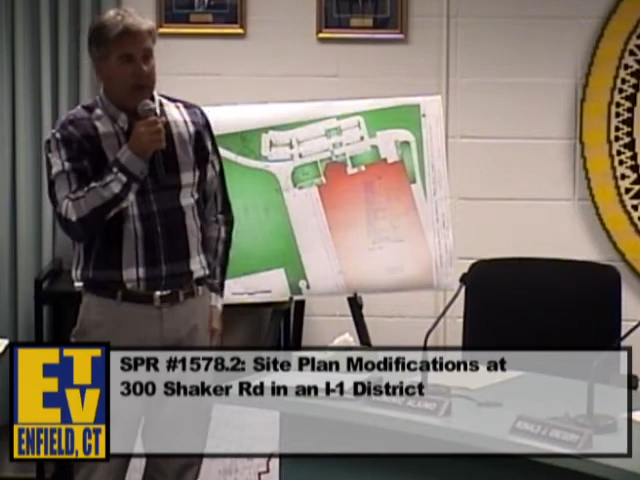 SPR #1578.2: Site Plan Modifications at
300 Shaker Rd in an I-1 District
ETV
ENFIELD, CT